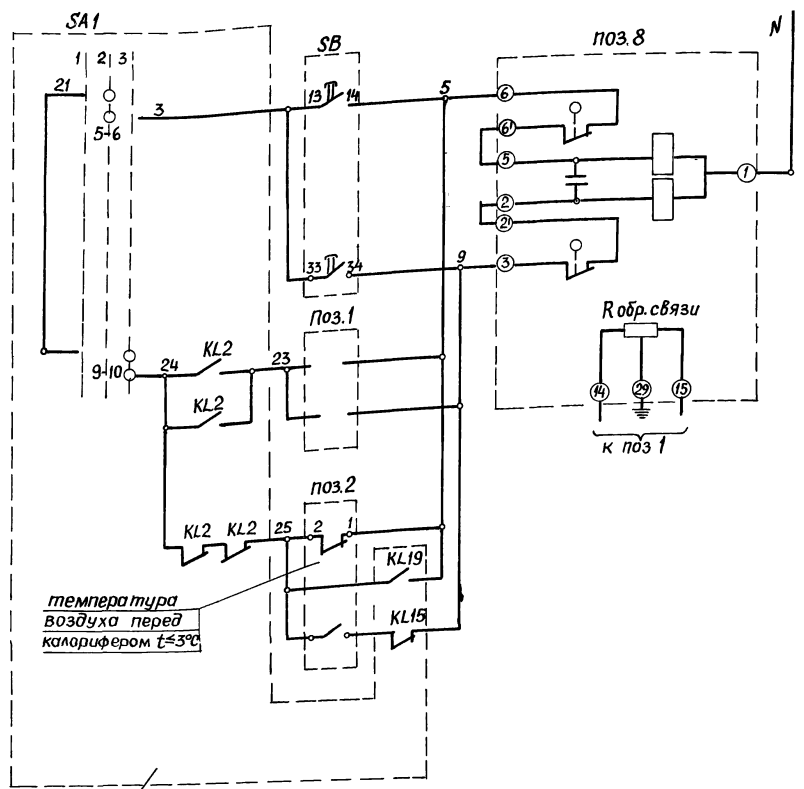 SA1
1 2 3
21
5-6
3
SB
13 14
33 34
5
9
ПОЗ.8
N
6
6'
5
2
2'
3
1
R обр. связи
14 29 15
к поз 1
9-10
24
KL2
23
KL2
Поз.1
KL2 KL2
25
поз.2
2 1
KL19
KL15
температура
воздуха перед
калорифером t≤3°C